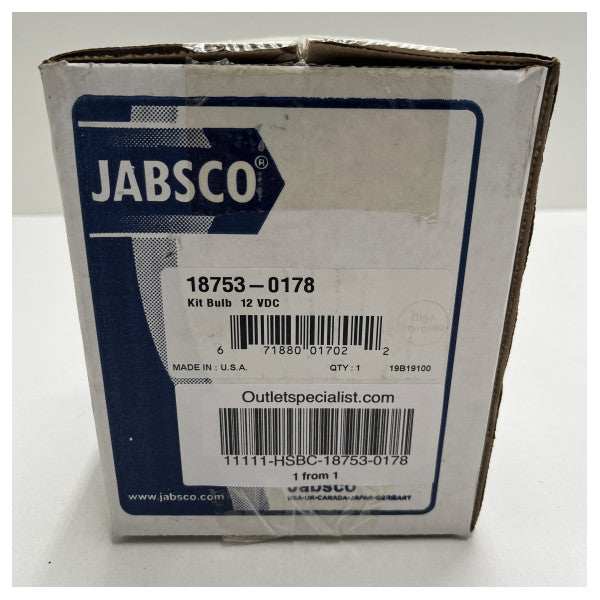 JABSCO®
18753-0178
Kit Bulb 12 VDC
6 71880 01702 2
MADE IN : U.S.A. QTY : 1 19B19100
Outletspecialist.com
11111-HSBC-18753-0178
1 from 1
Jabsco
www.jabsco.com
USA-UK-CANADA-JAPAN-GERMANY